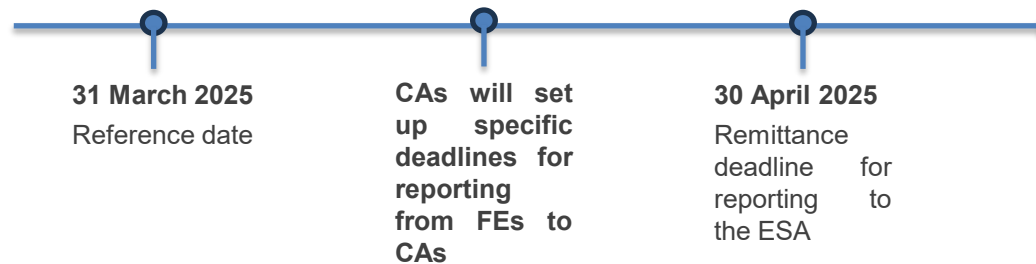 31 March 2025
Reference date
CAs will set
up specific
deadlines for
reporting
from FEs to
CAs
30 April 2025
Remittance
deadline for
reporting to
the ESA